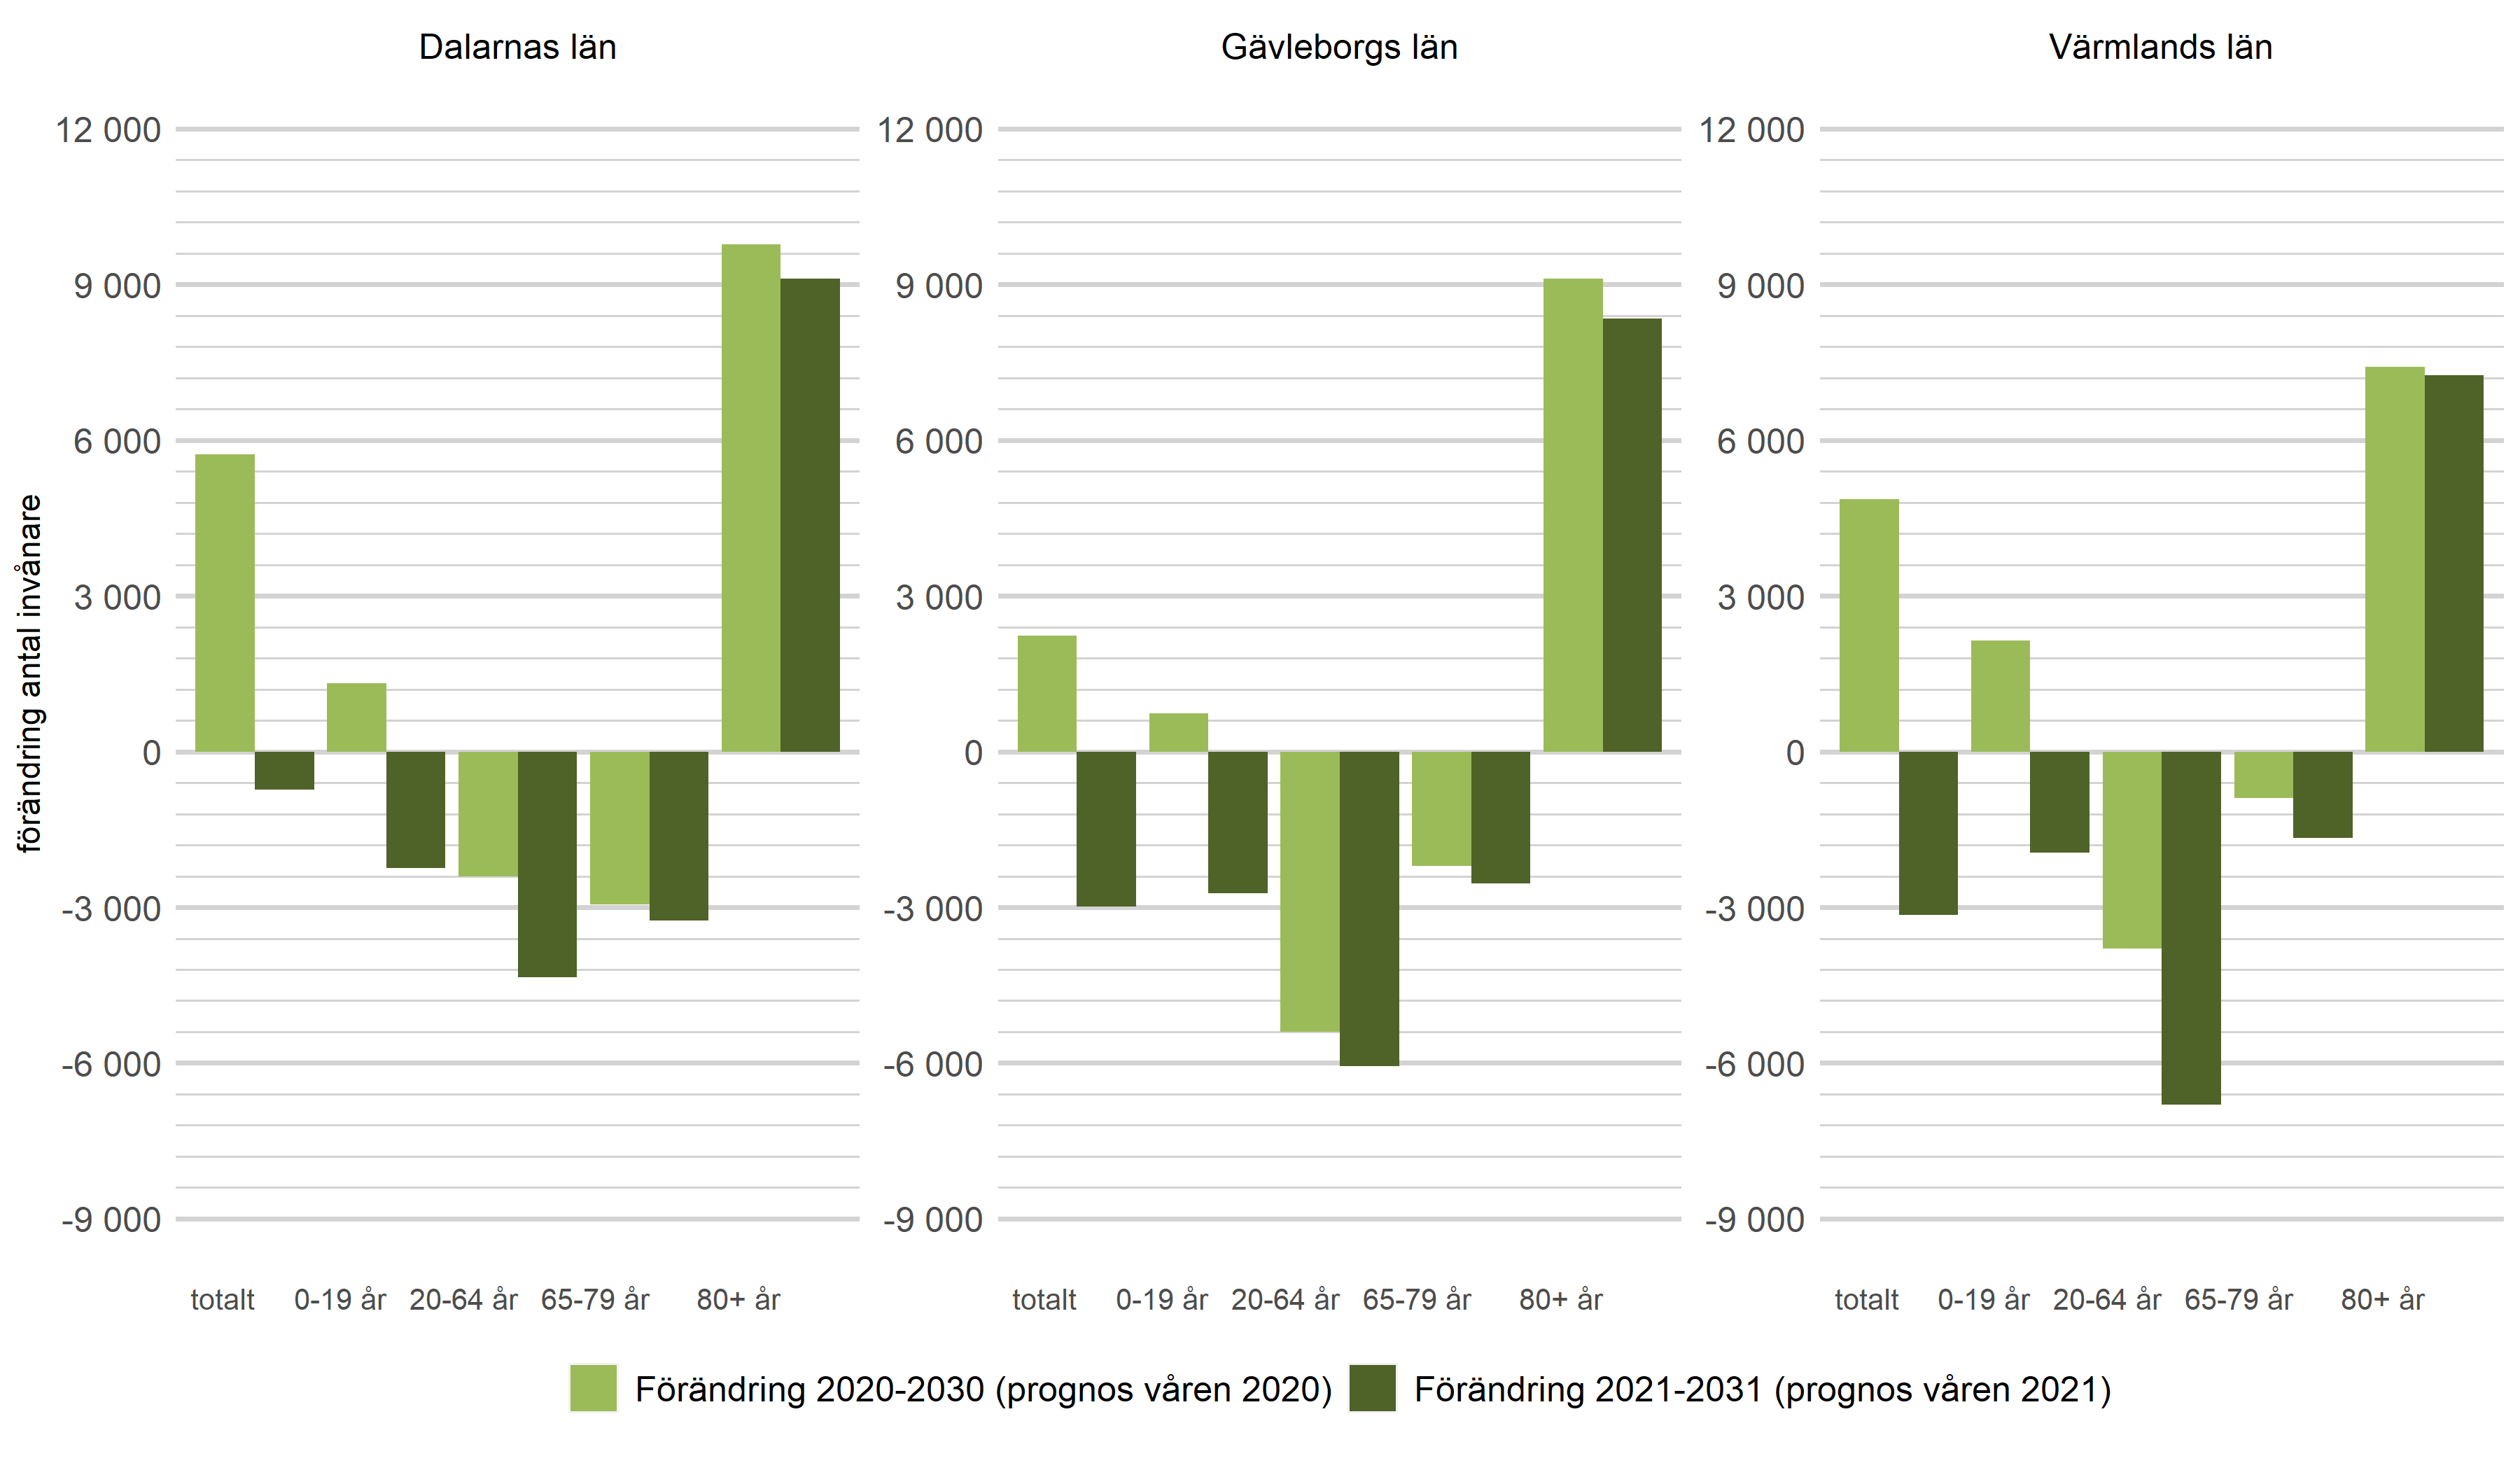 Dalarnas län
Gävleborgs län
Värmlands län
förändring antal invånare
12 000
9 000
6 000
3 000
0
-3 000
-6 000
-9 000
12 000
9 000
6 000
3 000
0
-3 000
-6 000
-9 000
12 000
9 000
6 000
3 000
0
-3 000
-6 000
-9 000
totalt 0-19 år 20-64 år 65-79 år 80+ år
totalt 0-19 år 20-64 år 65-79 år 80+ år
totalt 0-19 år 20-64 år 65-79 år 80+ år
Förändring 2020-2030 (prognos våren 2020)
Förändring 2021-2031 (prognos våren 2021)